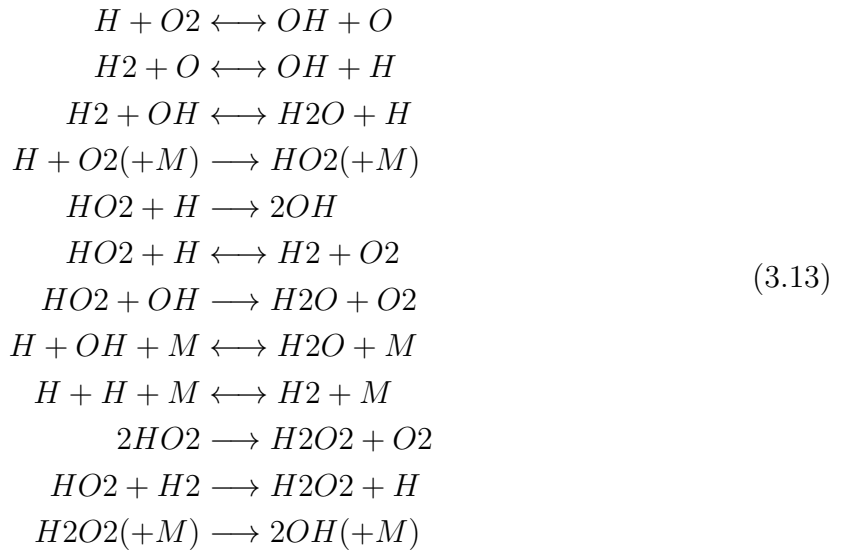 H + O2 ⟷ OH + O
H2 + O ⟷ OH + H
H2 + OH ⟷ H2O + H
H + O2(+M) ⟶ HO2(+M)
HO2 + H ⟶ 2OH
HO2 + H ⟷ H2 + O2
(3.13)
HO2 + OH ⟶ H2O + O2
H + OH + M ⟷ H2O + M
H + H + M ⟷ H2 + M
2HO2 ⟶ H2O2 + O2
HO2 + H2 ⟶ H2O2 + H
H2O2(+M) ⟶ 2OH(+M)